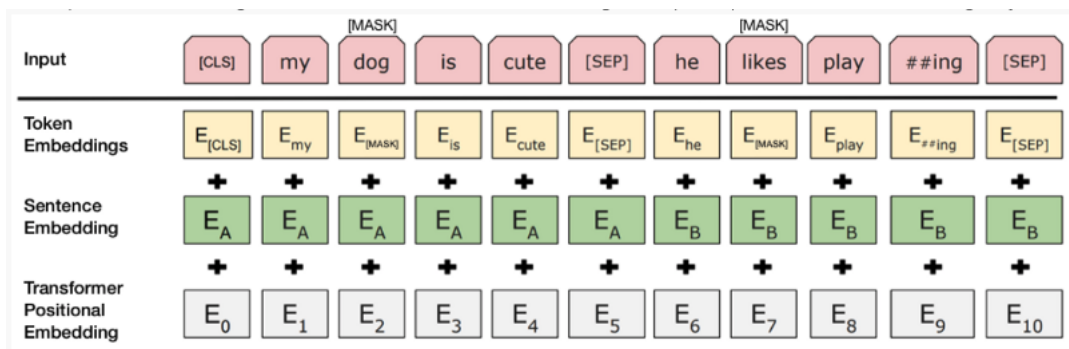 [MASK] [MASK]
Input [CLS] my dog is cute [SEP] he likes play ##ing [SEP]
Token
Embeddings
E[CLS] Emy E[MASK] Eis Ecute E[SEP] Ehe E[MASK] Eplay E##ing E[SEP]
+ + + + + + + + + + +
Sentence
Embedding
EA EA EA EA EA EA EB EB EB EB EB
+ + + + + + + + + + +
Transformer
Positional
Embedding
E0 E1 E2 E3 E4 E5 E6 E7 E8 E9 E10